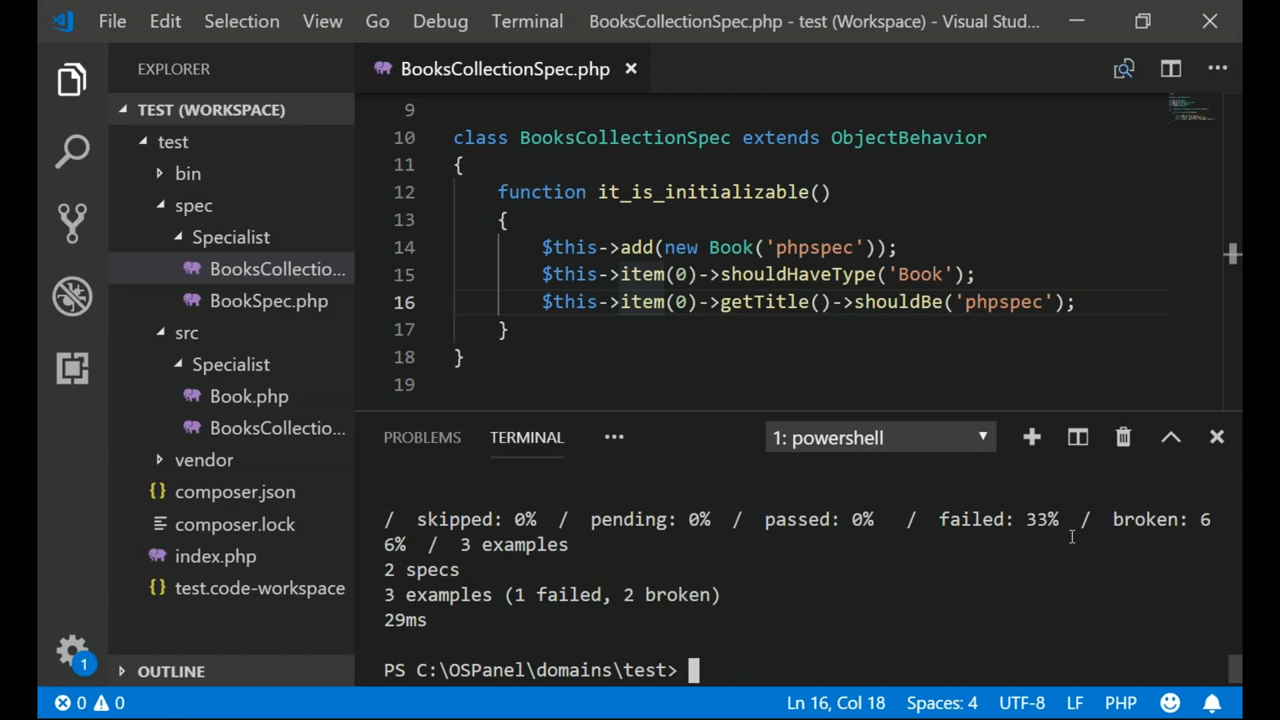 File Edit Selection View Go Debug Terminal BooksCollectionSpec.php - test (Workspace) - Visual Stud...
EXPLORER
TEST (WORKSPACE)
test
bin
spec
Specialist
BooksCollectio...
BookSpec.php
src
Specialist
Book.php
BooksCollectio...
vendor
composer.json
composer.lock
index.php
test.code-workspace
OUTLINE
1
BooksCollectionSpec.php
9
10 class BooksCollectionSpec extends ObjectBehavior
11 {
12 function it_is_initializable()
13 {
14 $this->add(new Book('phpspec'));
15 $this->item(0)->shouldHaveType('Book');
16 $this->item(0)->getTitle()->shouldBe('phpspec');
17 }
18 }
19
PROBLEMS TERMINAL ... 1: powershell
/ skipped: 0% / pending: 0% / passed: 0% / failed: 33% / broken: 6
6% / 3 examples
2 specs
3 examples (1 failed, 2 broken)
29ms
PS C:\OSPanel\domains\test>
0 0 Ln 16, Col 18 Spaces: 4 UTF-8 LF PHP